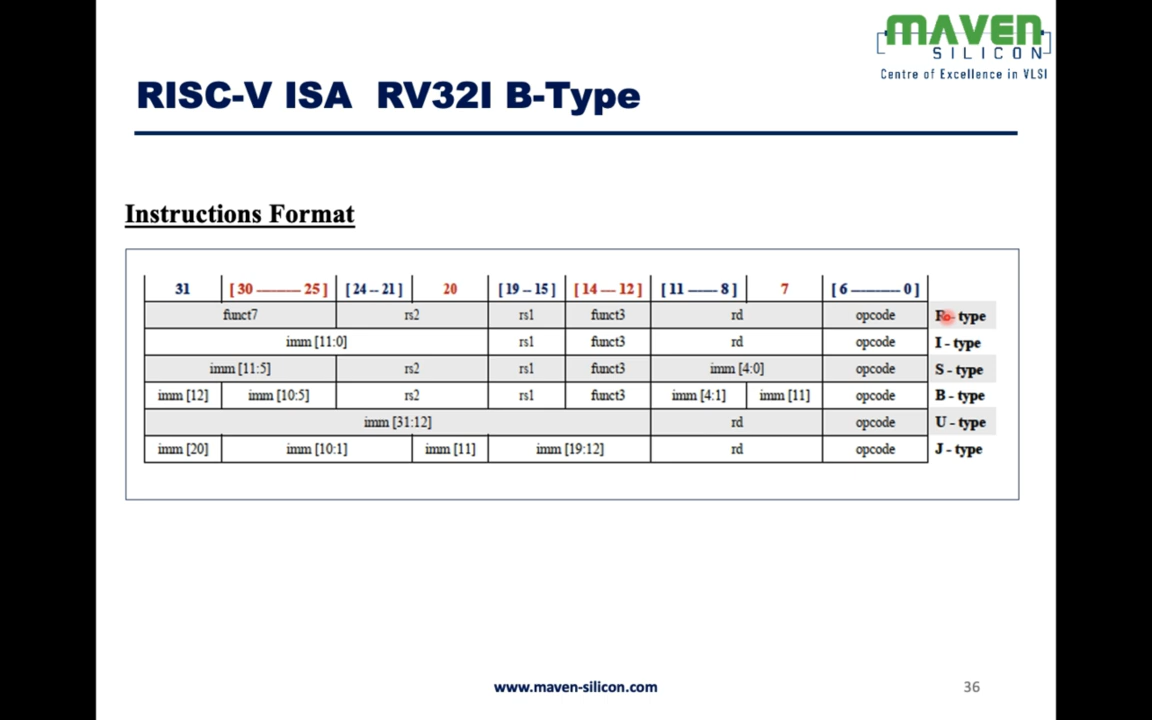 MAVEN
SILICON
Centre of Excellence in VLSI
RISC-V ISA RV32I B-Type
Instructions Format
31 [ 30 ——— 25 ] [ 24 -- 21 ] 20 [ 19 -- 15 ] [ 14 — 12 ] [ 11 —— 8 ] 7 [ 6 ——— 0 ]
funct7 rs2 rs1 funct3 rd opcode - type
imm [11:0] rs1 funct3 rd opcode I - type
imm [11:5] rs2 rs1 funct3 imm [4:0] opcode S - type
imm [12] imm [10:5] rs2 rs1 funct3 imm [4:1] imm [11] opcode B - type
imm [31:12] rd opcode U - type
imm [20] imm [10:1] imm [11] imm [19:12] rd opcode J - type
www.maven-silicon.com 36